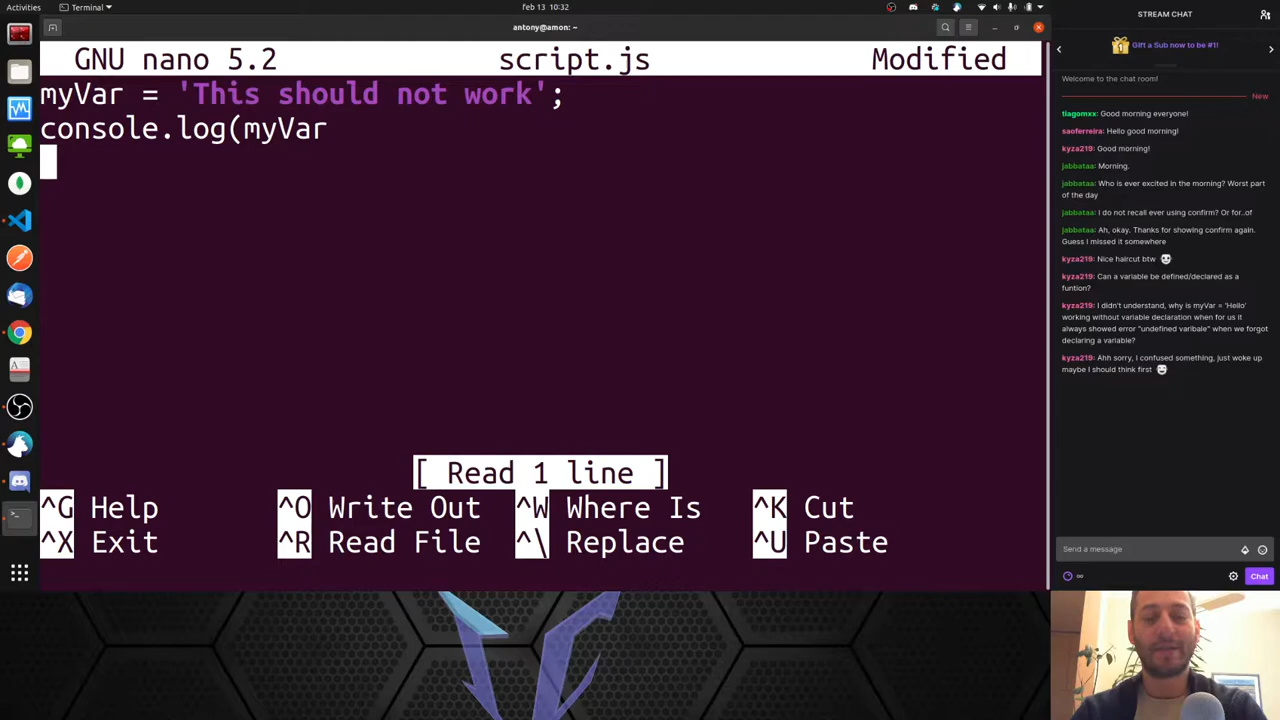 Activities
Terminal
feb 13 10:32
antony@amon: ~
GNU nano 5.2 script.js Modified
myVar = 'This should not work';
console.log(myVar
[ Read 1 line ]
^G Help ^O Write Out ^W Where Is ^K Cut
^X Exit ^R Read File ^\ Replace ^U Paste
STREAM CHAT
Gift a Sub now to be #1!
Welcome to the chat room!
New
tiagomxx: Good morning everyone!
saoferreira: Hello good morning!
kyza219: Good morning!
jabbataa: Morning.
jabbataa: Who is ever excited in the morning? Worst part
of the day
jabbataa: I do not recall ever using confirm? Or for..of
jabbataa: Ah, okay. Thanks for showing confirm again.
Guess I missed it somewhere
kyza219: Nice haircut btw
kyza219: Can a variable be defined/declared as a
funtion?
kyza219: I didn't understand, why is myVar = 'Hello'
working without variable declaration when for us it
always showed error "undefined varibale" when we forgot
declaring a variable?
kyza219: Ahh sorry, I confused something, just woke up
maybe I should think first
Send a message
Chat